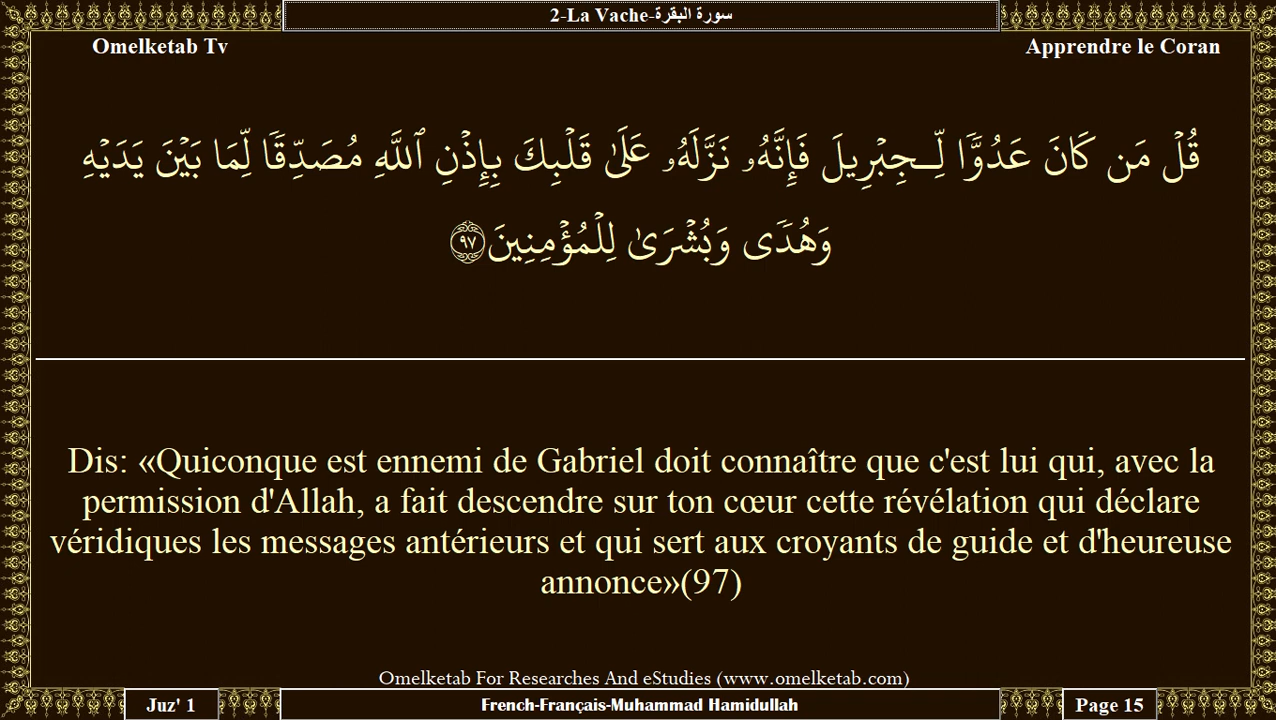 2-La Vache-سورة البقرة
Omelketab Tv
Apprendre le Coran
قُلۡ مَن كَانَ عَدُوّٗا لِّـجِبۡرِيلَ فَإِنَّهُۥ نَزَّلَهُۥ عَلَىٰ قَلۡبِكَ بِإِذۡنِ ٱللَّهِ مُصَدِّقٗا لِّمَا بَيۡنَ يَدَيۡهِ
وَهُدٗى وَبُشۡرَىٰ لِلۡمُؤۡمِنِينَ ٩٧
Dis: «Quiconque est ennemi de Gabriel doit connaître que c'est lui qui, avec la
permission d'Allah, a fait descendre sur ton cœur cette révélation qui déclare
véridiques les messages antérieurs et qui sert aux croyants de guide et d'heureuse
annonce»(97)
Omelketab For Researches And eStudies (www.omelketab.com)
Juz' 1
French-Français-Muhammad Hamidullah
Page 15